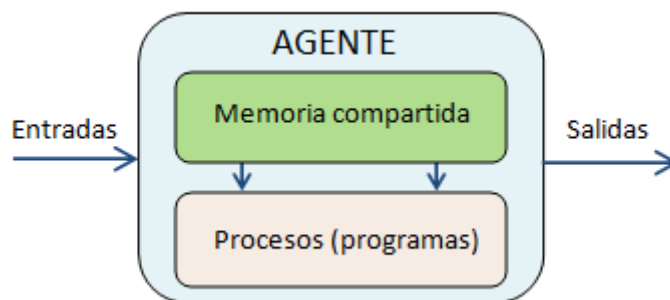 AGENTE
Memoria compartida
Entradas
Salidas
Procesos (programas)